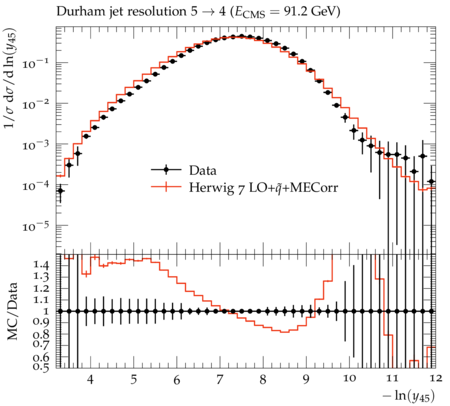 Durham jet resolution 5 → 4 (E_CMS = 91.2 GeV)
1/σ dσ/d ln(y_45)
10^−1
10^−2
10^−3
10^−4
10^−5
Data
Herwig 7 LO+q̃+MECorr
MC/Data
1.4
1.3
1.2
1.1
1
0.9
0.8
0.7
0.6
0.5
4 5 6 7 8 9 10 11 12
− ln(y_45)